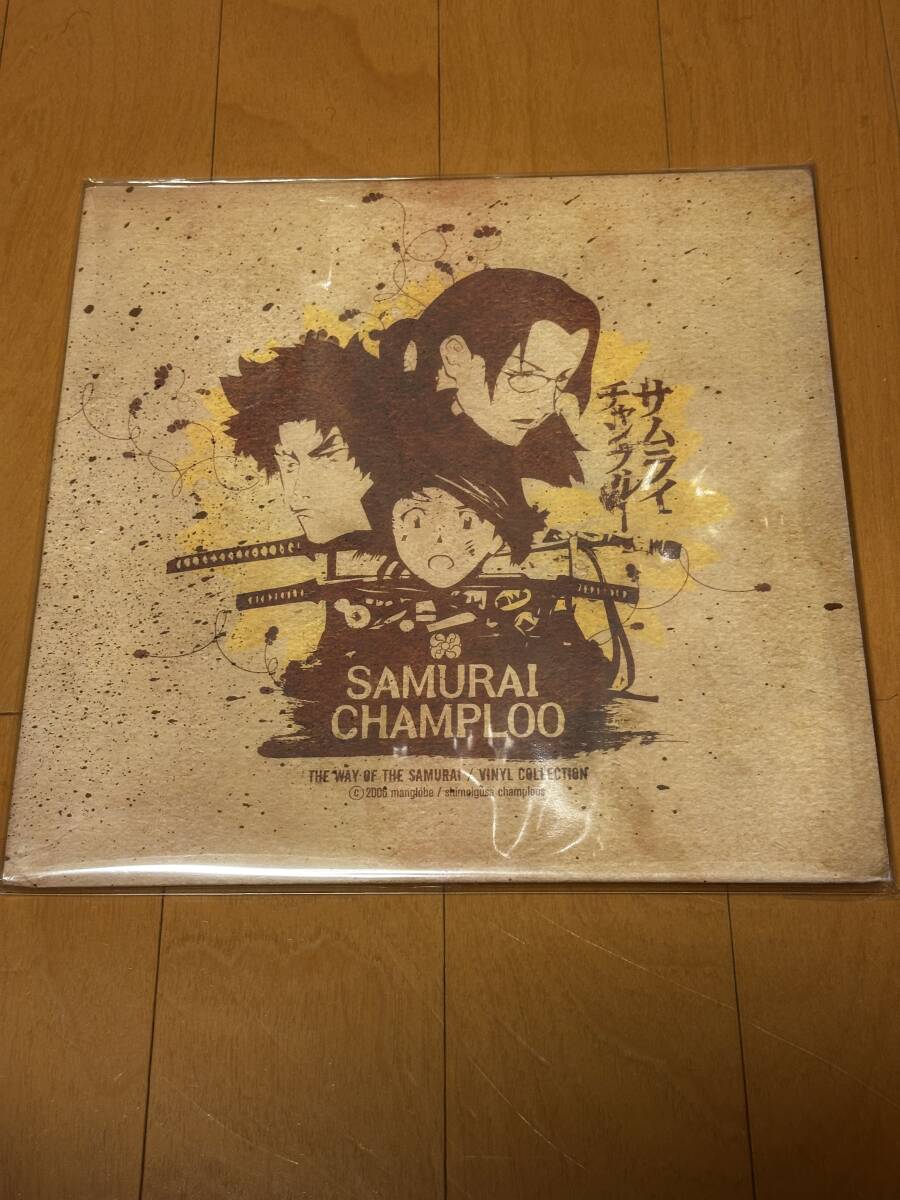 サムライ
チャンプルー
SAMURAI
CHAMPLOO
THE WAY OF THE SAMURAI / VINYL COLLECTION
ⓒ 2006 manglobe / shimoigusa champloos